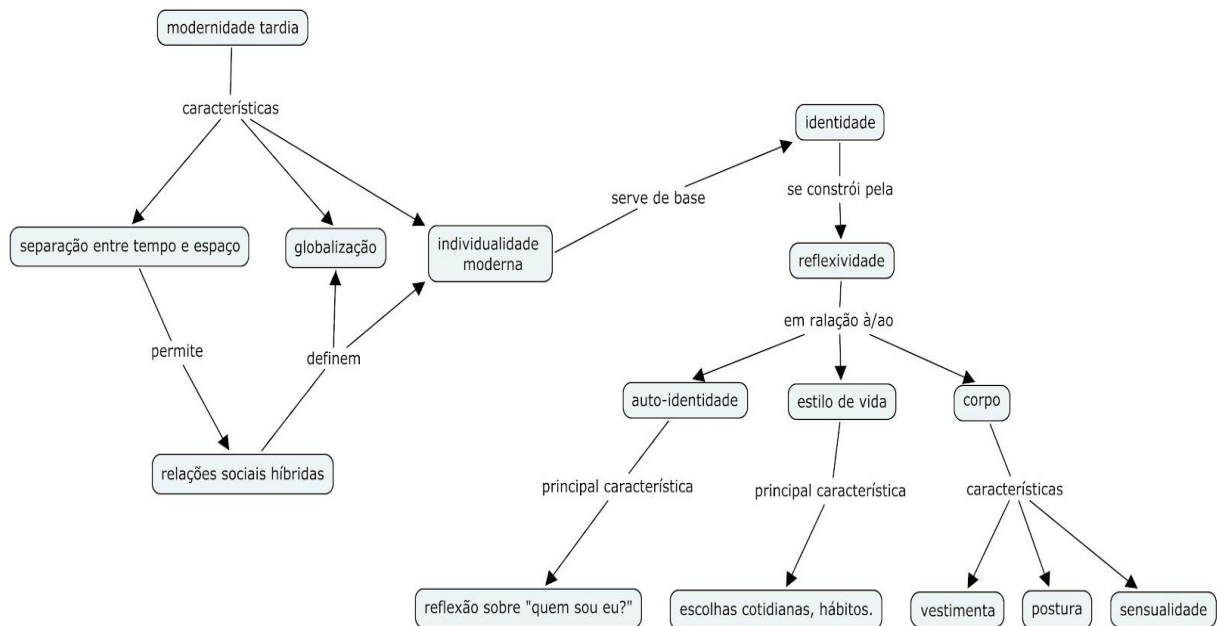 modernidade tardia
características
identidade
serve de base
se constrói pela
separação entre tempo e espaço
globalização
individualidade
moderna
reflexividade
em ralação à/ao
permite
definem
auto-identidade
estilo de vida
corpo
relações sociais híbridas
principal característica
principal característica
características
reflexão sobre "quem sou eu?"
escolhas cotidianas, hábitos.
vestimenta
postura
sensualidade